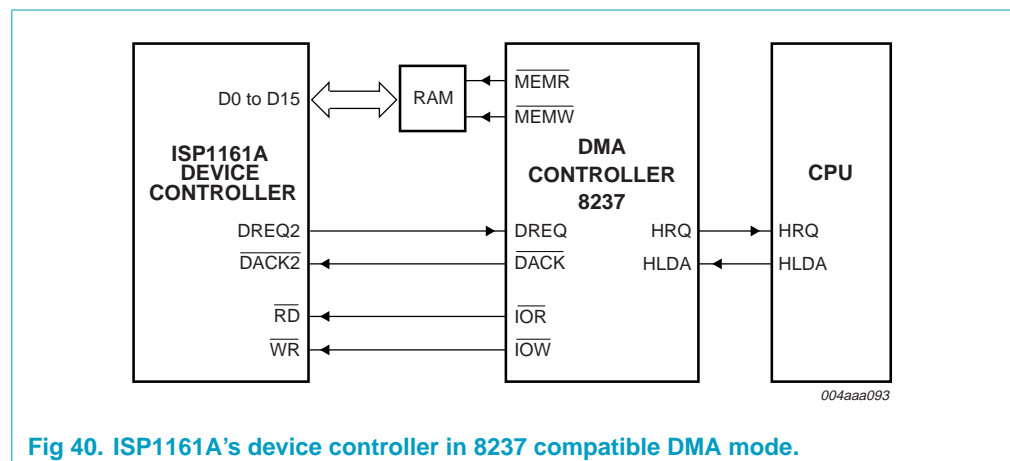 D0 to D15
ISP1161A
DEVICE
CONTROLLER
DREQ2
DACK2
RD
WR
RAM
MEMR
MEMW
DMA
CONTROLLER
8237
DREQ
DACK
IOR
IOW
HRQ
HLDA
CPU
HRQ
HLDA
004aaa093
Fig 40. ISP1161A's device controller in 8237 compatible DMA mode.